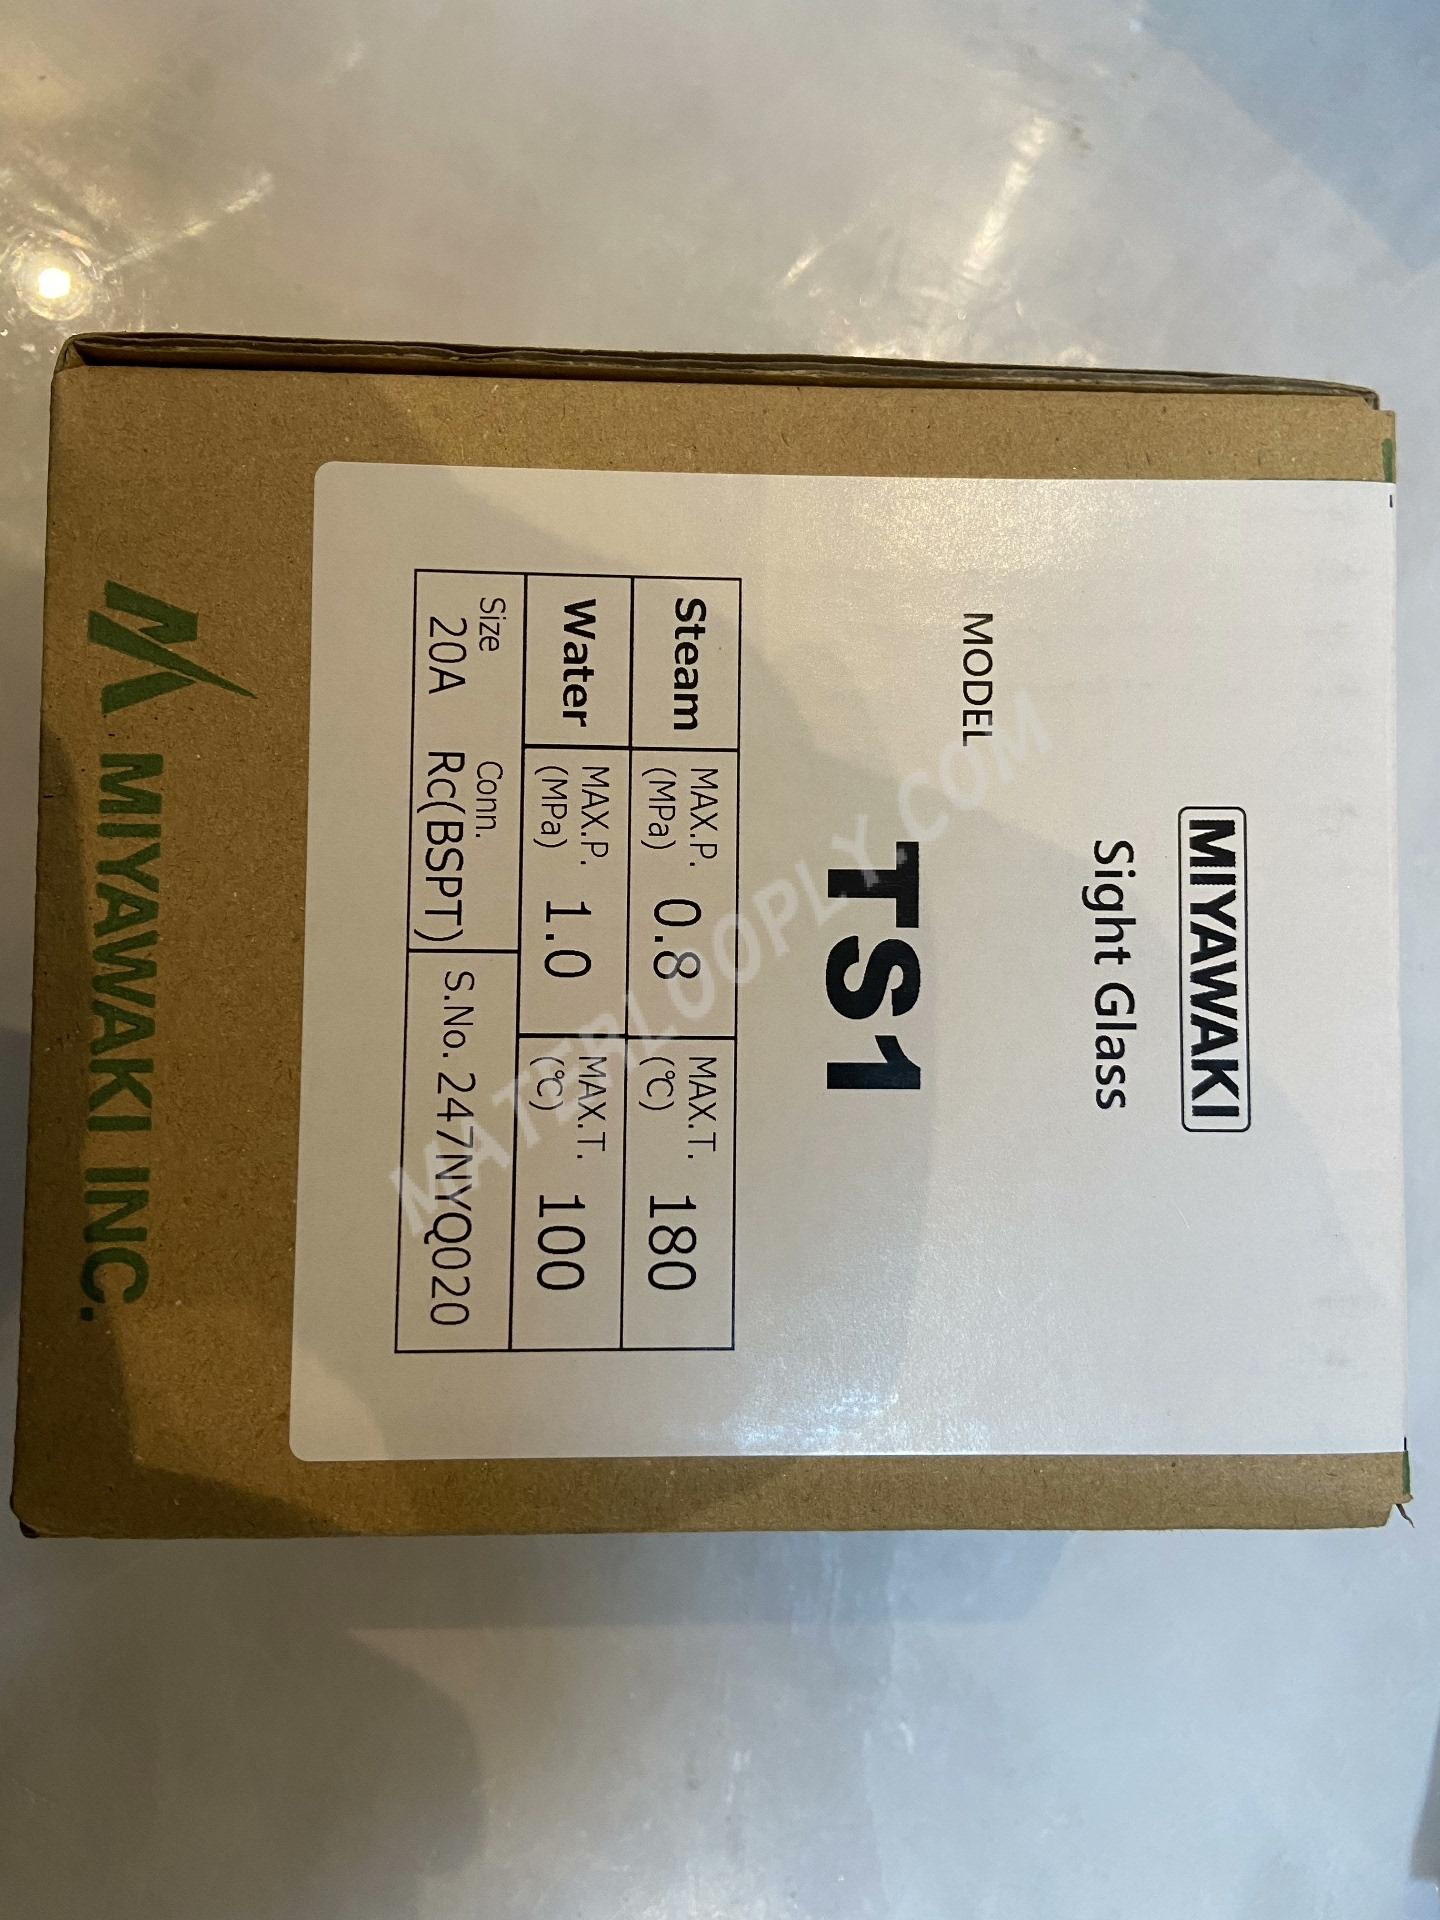 MIYAWAKI
Sight Glass
MODEL
TS1
Steam MAX.P. (MPa) 0.8 MAX.T. (℃) 180
Water MAX.P. (MPa) 1.0 MAX.T. (℃) 100
Size 20A Conn. Rc(BSPT) S.No. 247NYQ020
MIYAWAKI INC.
MATERLOOPLY.COM